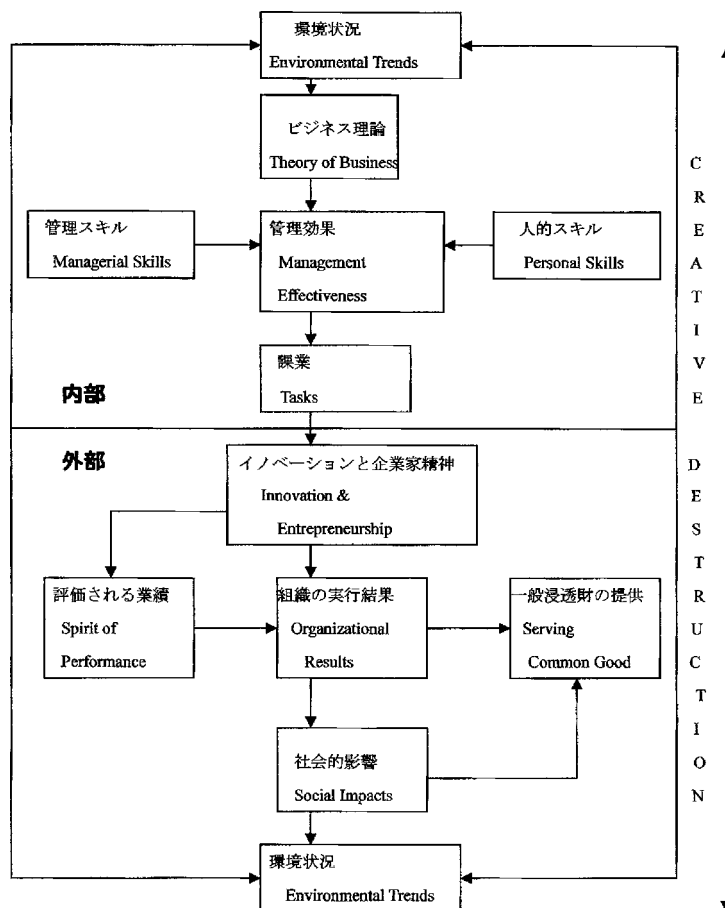 環境状況
Environmental Trends
ビジネス理論
Theory of Business
管理スキル
Managerial Skills
管理効果
Management
Effectiveness
人的スキル
Personal Skills
課業
Tasks
内部
外部
イノベーションと企業家精神
Innovation &
Entrepreneurship
評価される業績
Spirit of
Performance
組織の実行結果
Organizational
Results
一般浸透財の提供
Serving
Common Good
社会的影響
Social Impacts
環境状況
Environmental Trends
CREATIVE
DESTRUCTION